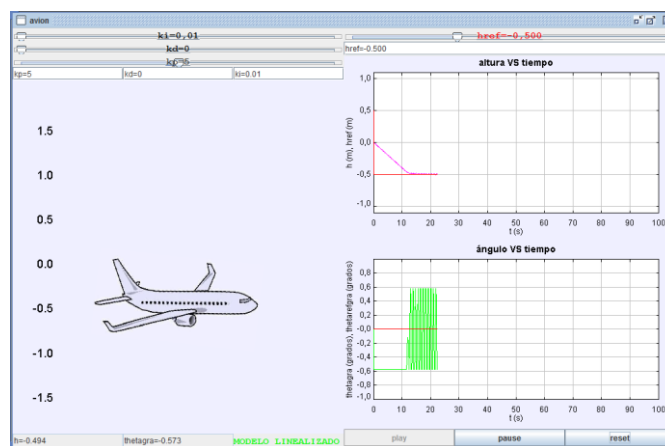 avion
ki=0,01
kd=0
kp=5
kp=5 kd=0 ki=0.01
1.5
1.0
0.5
0.0
-0.5
-1.0
-1.5
h=-0.494 thetagra=-0.573 MODELO LINEALIZADO
href=-0,500
href=-0.500
altura VS tiempo
h (m), href (m)
1,0
0,5
0,0
-0,5
-1,0
0 10 20 30 40 50 60 70 80 90 100
t (s)
ángulo VS tiempo
thetagra (grados), thetarefgra (grados)
0,8
0,6
0,4
0,2
-0,0
-0,2
-0,4
-0,6
-0,8
-1,0
0 10 20 30 40 50 60 70 80 90 100
t (s)
play pause reset